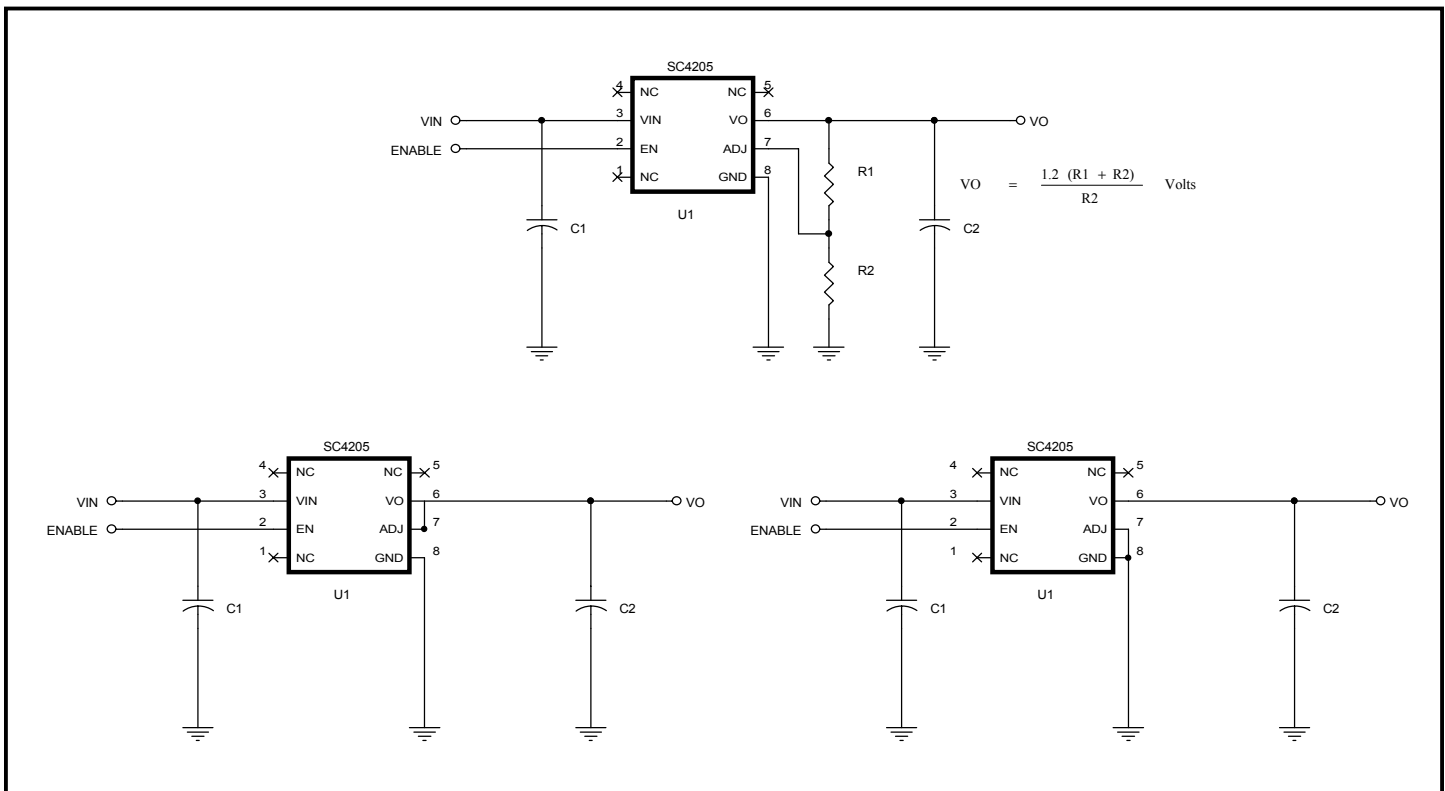 SC4205
4 NC NC 5
VIN 3 VIN VO 6 VO
ENABLE 2 EN ADJ 7
1 NC GND 8
U1
C1
R1
R2
C2
VO = 1.2 (R1 + R2)
R2
Volts
SC4205
4 NC NC 5
VIN 3 VIN VO 6 VO
ENABLE 2 EN ADJ 7
1 NC GND 8
U1
C1
C2
SC4205
4 NC NC 5
VIN 3 VIN VO 6 VO
ENABLE 2 EN ADJ 7
1 NC GND 8
U1
C1
C2